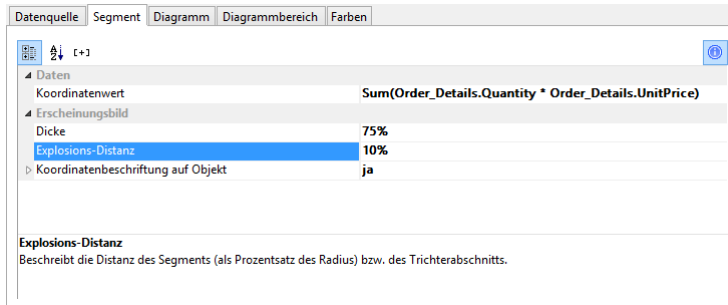 Datenquelle Segment Diagramm Diagrammbereich Farben
Daten
Koordinatenwert Sum(Order_Details.Quantity * Order_Details.UnitPrice)
Erscheinungsbild
Dicke 75%
Explosions-Distanz 10%
Koordinatenbeschriftung auf Objekt ja
Explosions-Distanz
Beschreibt die Distanz des Segments (als Prozentsatz des Radius) bzw. des Trichterabschnitts.